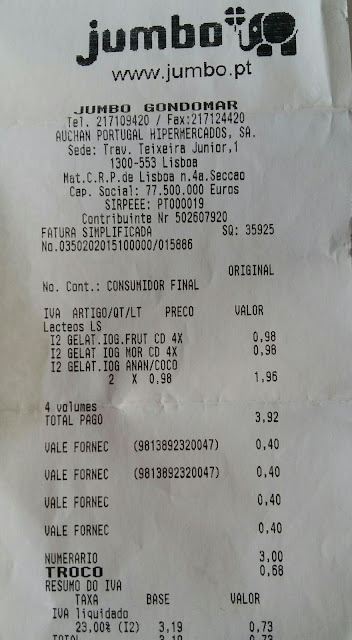 jumbo
www.jumbo.pt
JUMBO GONDOMAR
Tel. 217109420 / Fax:217124420
AUCHAN PORTUGAL HIPERMERCADOS, SA.
Sede: Trav. Teixeira Junior,1
1300-553 Lisboa
Mat.C.R.P.de Lisboa n.4a.Seccao
Cap. Social: 77.500.000 Euros
SIRPEEE: PT000019
Contribuinte Nr 502607920
FATURA SIMPLIFICADA SQ: 35925
No.0350202015100000/015886
ORIGINAL
No. Cont.: CONSUMIDOR FINAL
IVA ARTIGO/QT/LT PRECO VALOR
Lacteos LS
I2 GELAT.IOG.FRUT CD 4X 0,98
I2 GELAT IOG MOR CD 4X 0,98
I2 GELAT IOG ANAN/COCO
2 X 0,98 1,96
4 volumes
TOTAL PAGO 3,92
VALE FORNEC (9813892320047) 0,40
VALE FORNEC (9813892320047) 0,40
VALE FORNEC 0,40
VALE FORNEC 0,40
NUMERARIO 3,00
TROCO 0,68
RESUMO DO IVA
TAXA BASE VALOR
IVA liquidado
23,00% (I2) 3,19 0,73
TOTAL 3,19 0,73